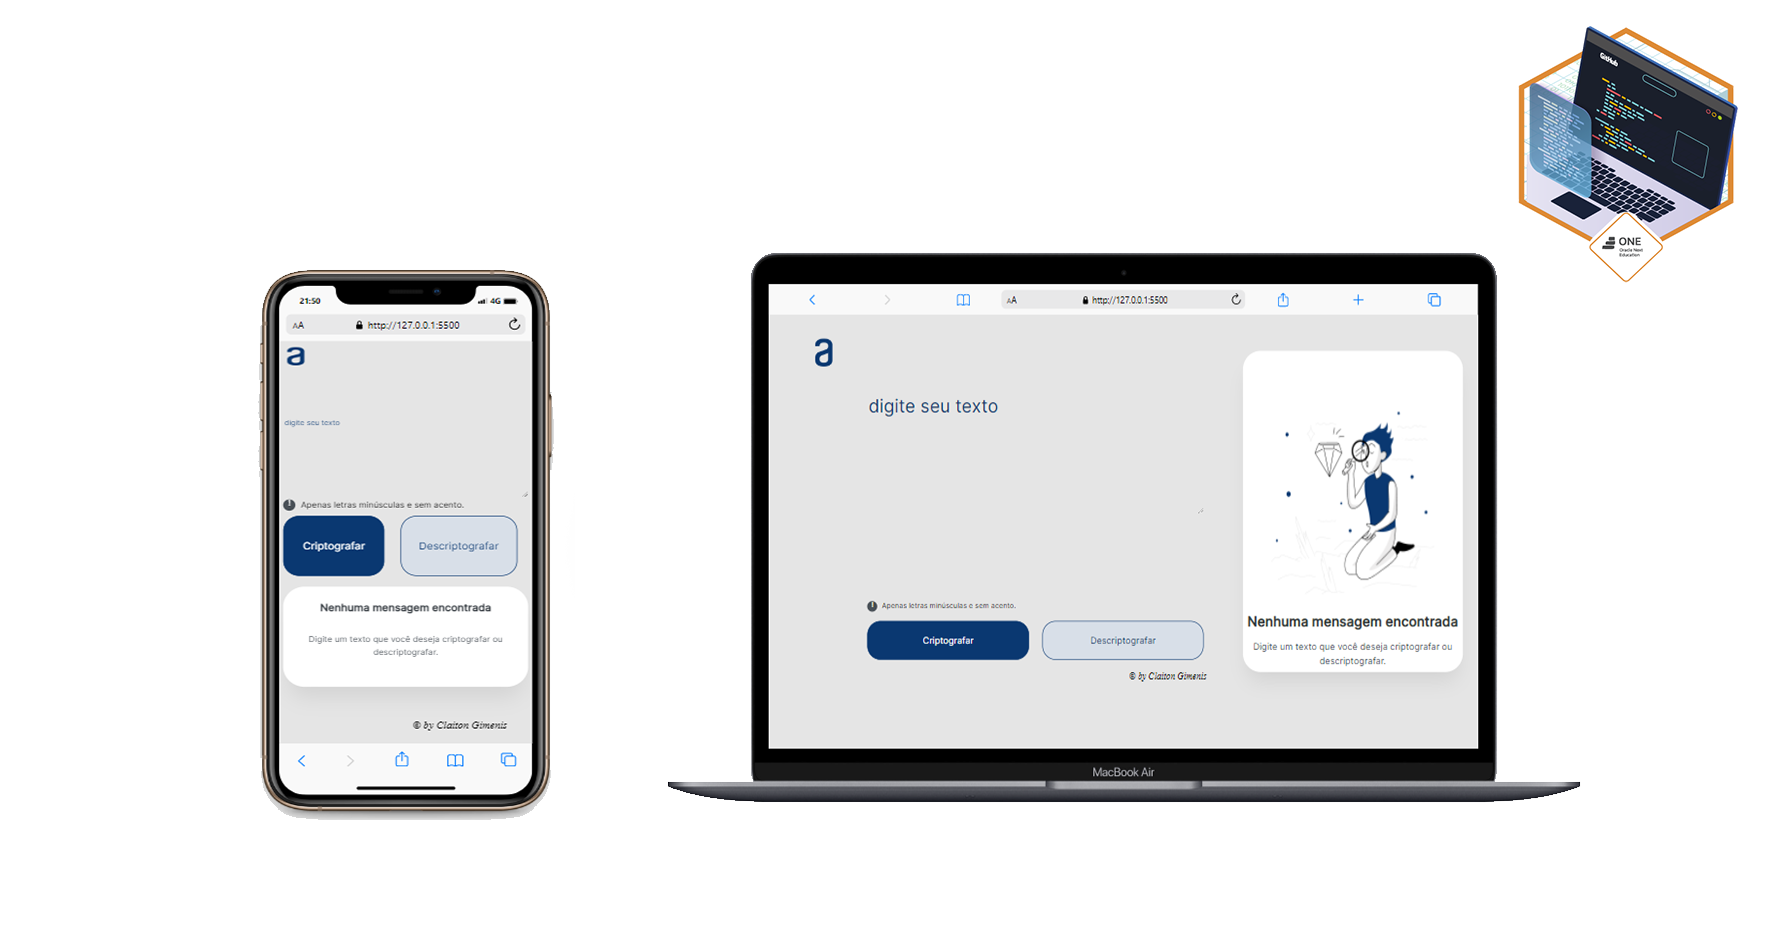 GitHub
ONE
Oracle Next
Education
21:50
4G
AA
http://127.0.0.1:5500
a
digite seu texto
Apenas letras minúsculas e sem acento.
Criptografar
Descriptografar
Nenhuma mensagem encontrada
Digite um texto que você deseja criptografar ou
descriptografar.
© by Claiton Gimenis
AA
http://127.0.0.1:5500
a
digite seu texto
Apenas letras minúsculas e sem acento.
Criptografar
Descriptografar
© by Claiton Gimenis
Nenhuma mensagem encontrada
Digite um texto que você deseja criptografar ou
descriptografar.
MacBook Air